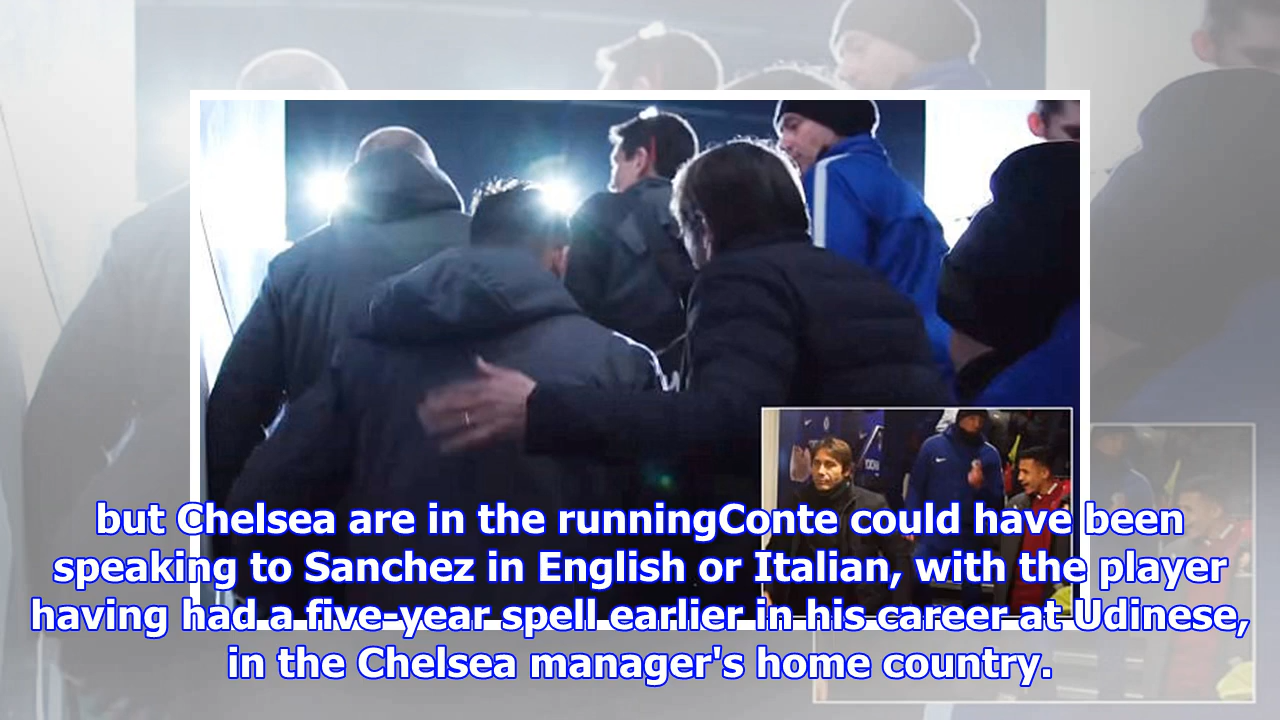 but Chelsea are in the runningConte could have been
speaking to Sanchez in English or Italian, with the player
having had a five-year spell earlier in his career at Udinese,
in the Chelsea manager's home country.